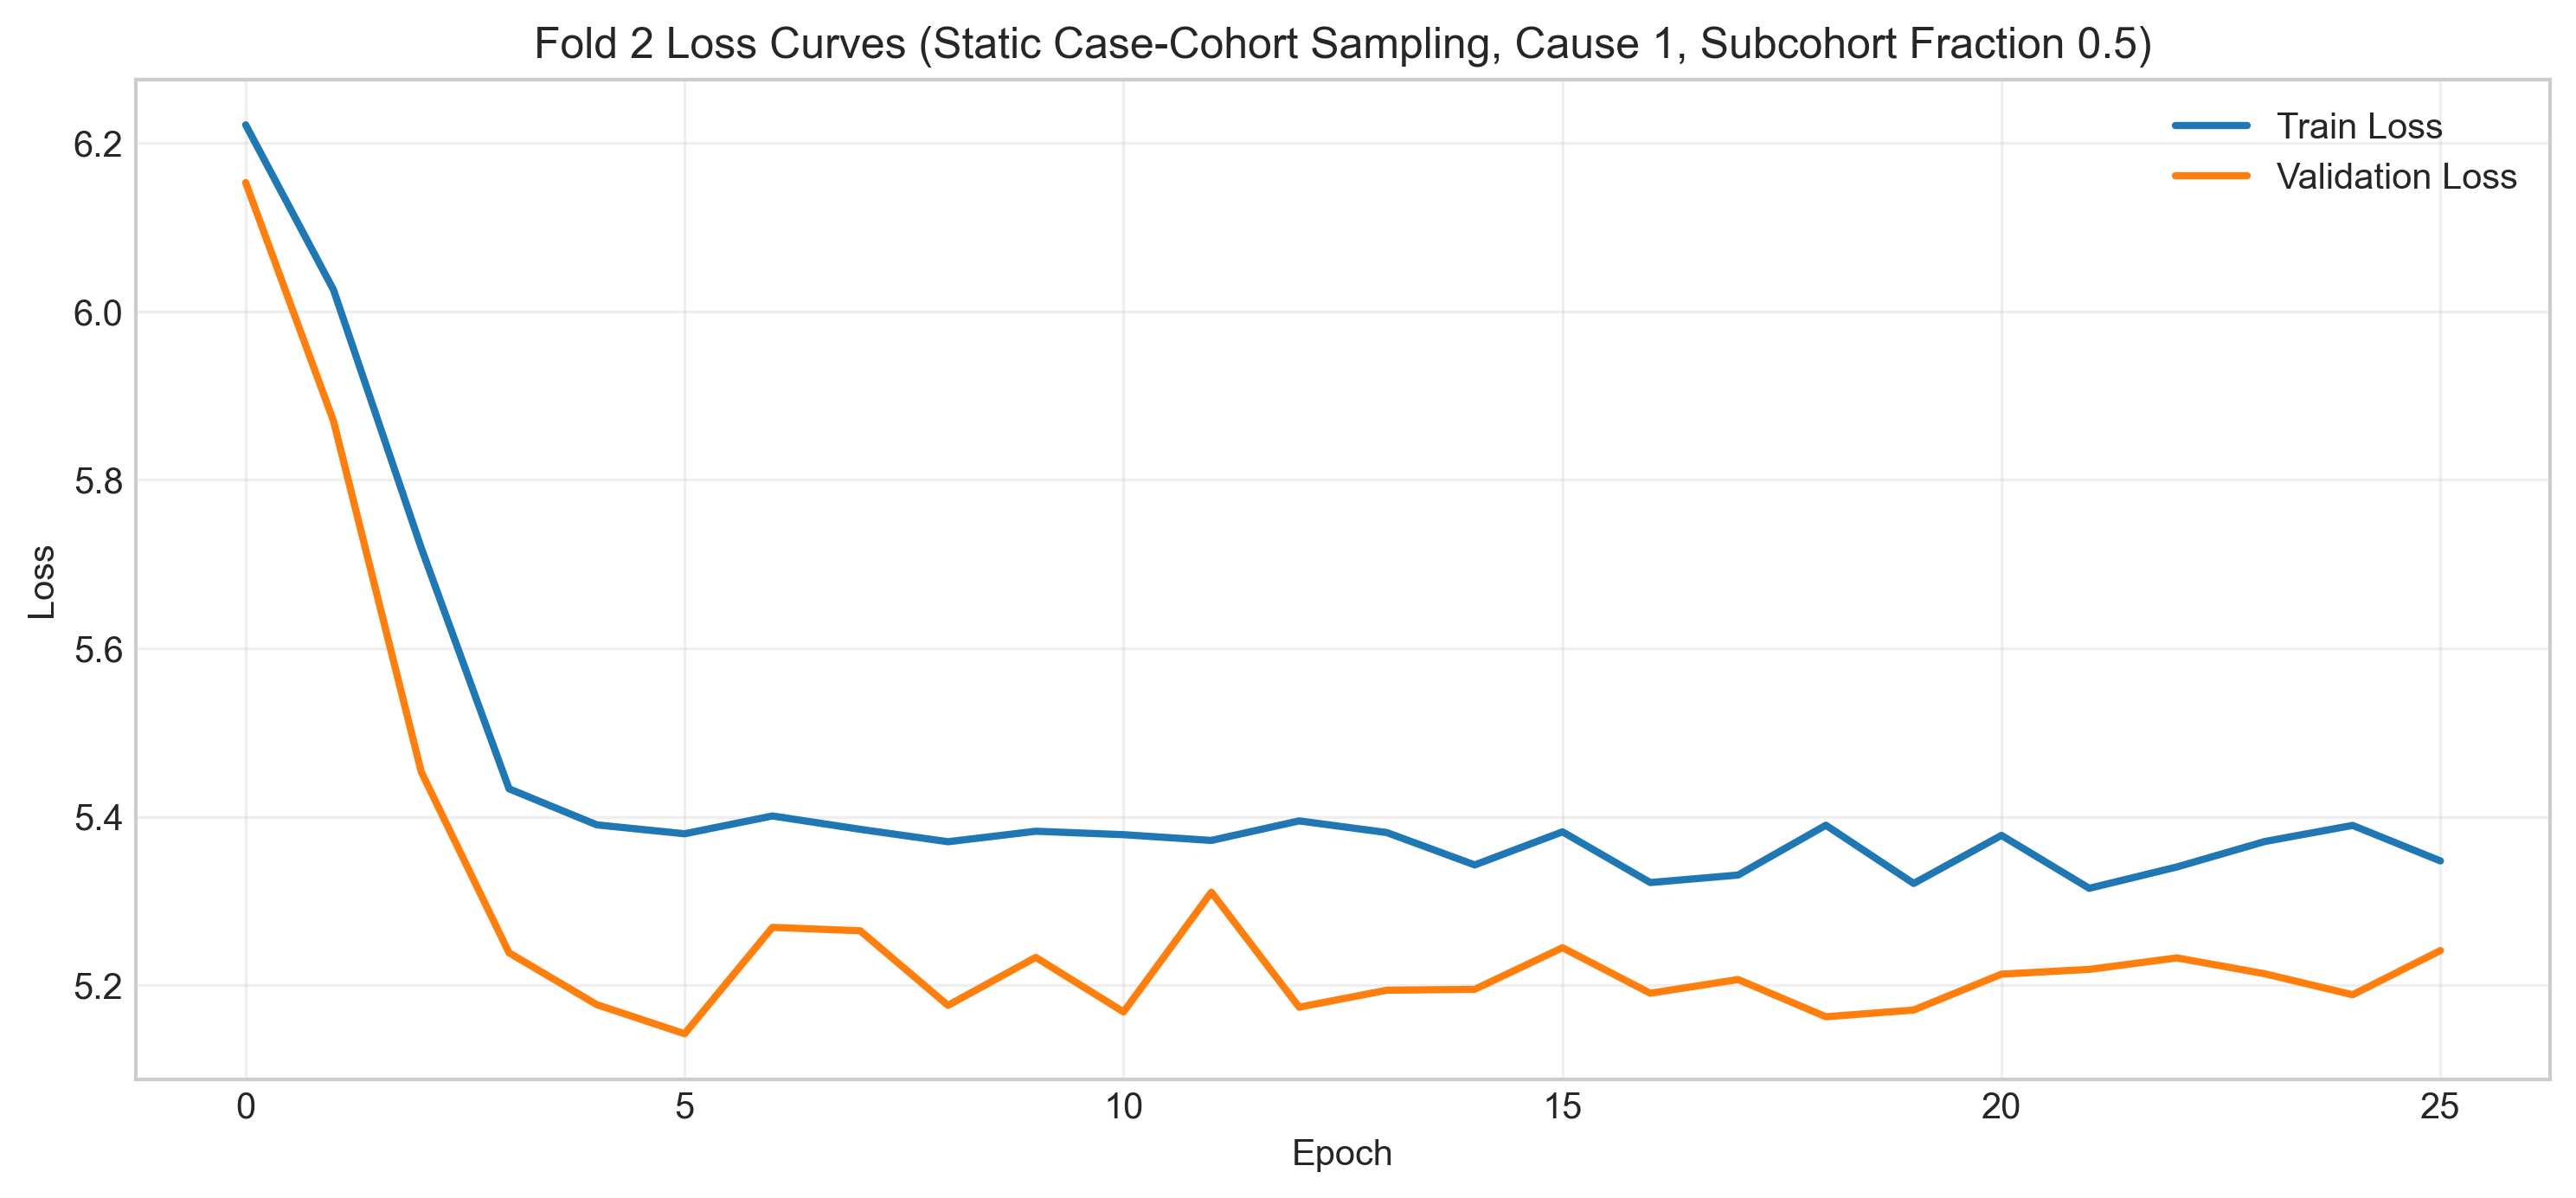 Fold 2 Loss Curves (Static Case-Cohort Sampling, Cause 1, Subcohort Fraction 0.5)
Train Loss
Validation Loss
Loss
6.2
6.0
5.8
5.6
5.4
5.2
0 5 10 15 20 25
Epoch